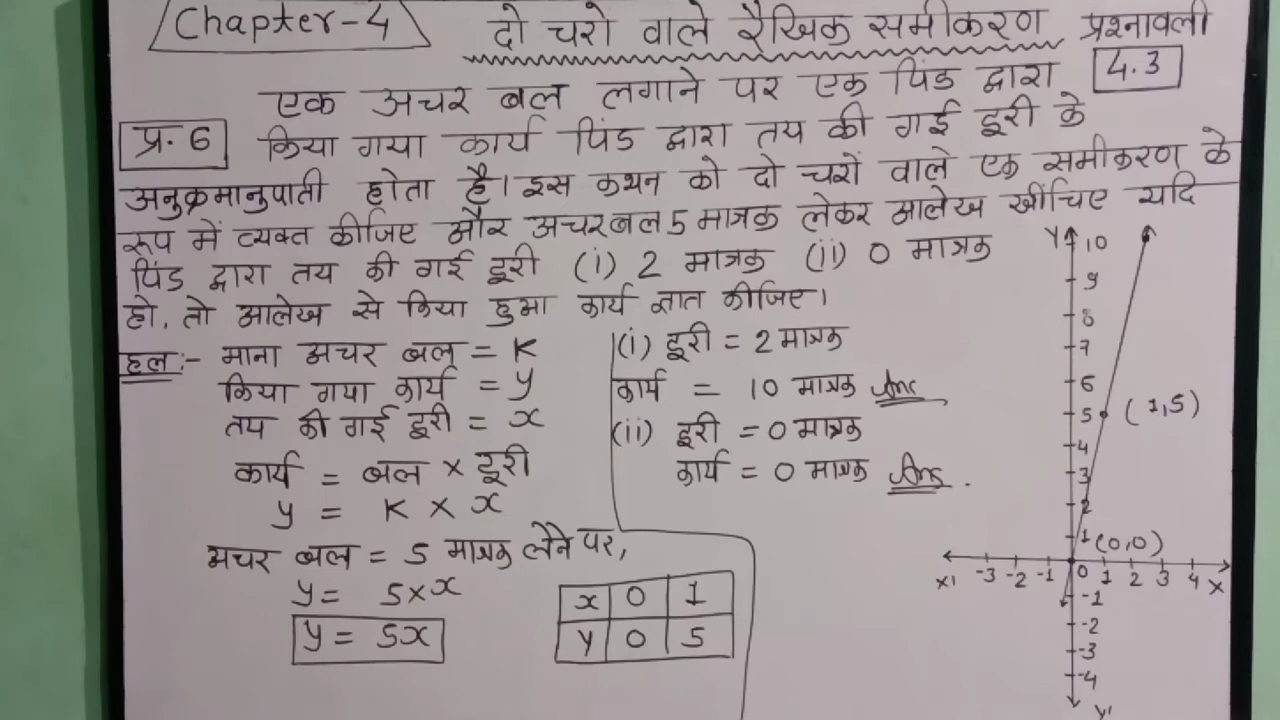 Chapter-4 दो चरों वाले रैखिक समीकरण प्रश्नावली 4.3
प्र. 6 एक अचर बल लगाने पर एक पिंड द्वारा
किया गया कार्य पिंड द्वारा तय की गई दूरी के
अनुक्रमानुपाती होता है। इस कथन को दो चरों वाले एक समीकरण के
रूप में व्यक्त कीजिए और अचर बल 5 मात्रक लेकर आलेख खींचिए यदि
पिंड द्वारा तय की गई दूरी (i) 2 मात्रक (ii) 0 मात्रक
हो, तो आलेख से किया हुआ कार्य ज्ञात कीजिए।
हल:- माना अचर बल = K
किया गया कार्य = y
तय की गई दूरी = x
कार्य = बल × दूरी
y = K × x
अचर बल = 5 मात्रक लेने पर,
y = 5×x
y = 5x
x 0 1
y 0 5
(i) दूरी = 2 मात्रक
कार्य = 10 मात्रक Ans
(ii) दूरी = 0 मात्रक
कार्य = 0 मात्रक Ans.
Y 10
9
8
7
6
5 (1,5)
4
3
2
1 (0,0)
X' -3 -2 -1 0 1 2 3 4 X
-1
-2
-3
-4
Y'